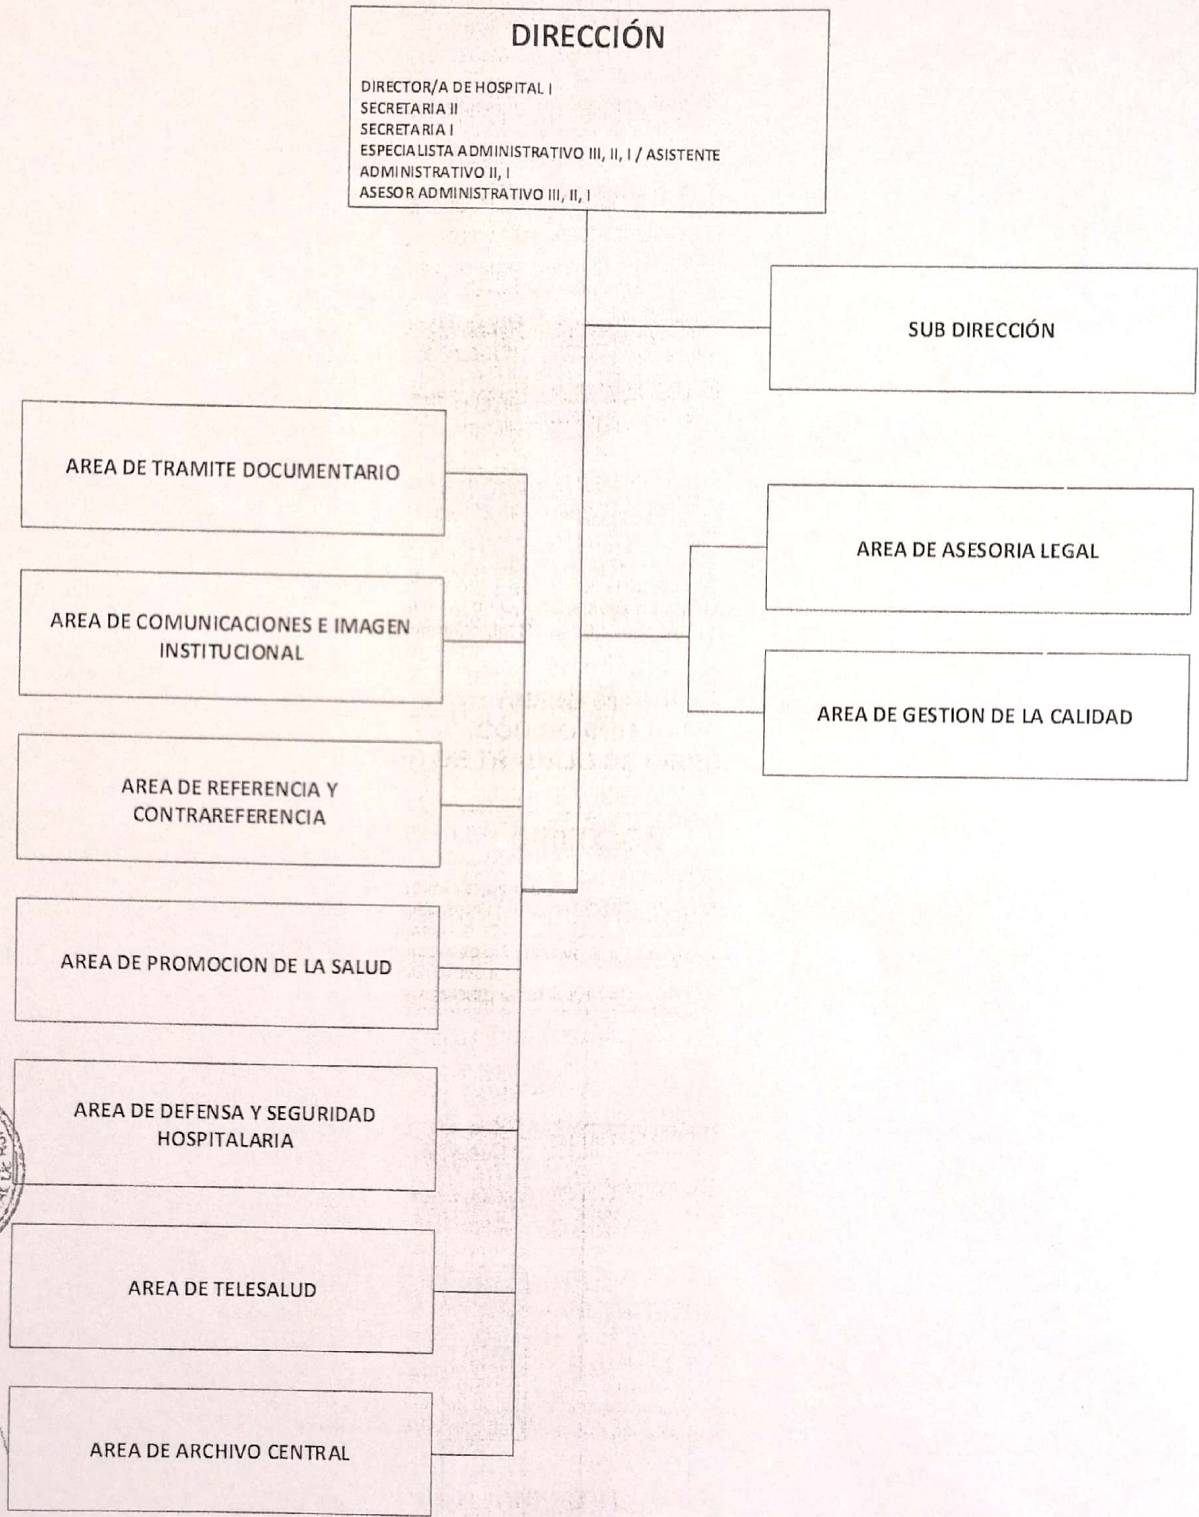 DIRECCIÓN
DIRECTOR/A DE HOSPITAL I
SECRETARIA II
SECRETARIA I
ESPECIALISTA ADMINISTRATIVO III, II, I / ASISTENTE
ADMINISTRATIVO II, I
ASESOR ADMINISTRATIVO III, II, I
SUB DIRECCIÓN
AREA DE TRAMITE DOCUMENTARIO
AREA DE ASESORIA LEGAL
AREA DE COMUNICACIONES E IMAGEN
INSTITUCIONAL
AREA DE GESTION DE LA CALIDAD
AREA DE REFERENCIA Y
CONTRAREFERENCIA
AREA DE PROMOCION DE LA SALUD
AREA DE DEFENSA Y SEGURIDAD
HOSPITALARIA
AREA DE TELESALUD
AREA DE ARCHIVO CENTRAL